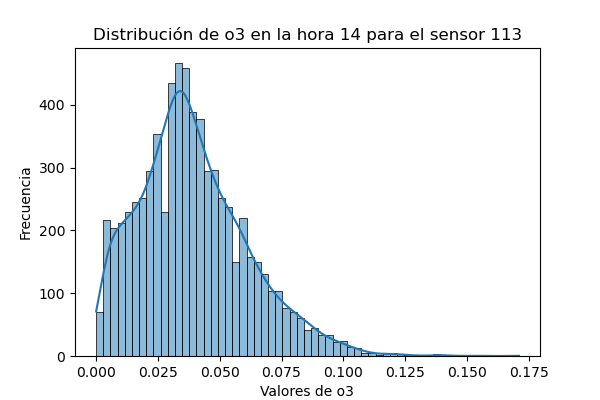 Distribución de o3 en la hora 14 para el sensor 113
Frecuencia
400
300
200
100
0
0.000 0.025 0.050 0.075 0.100 0.125 0.150 0.175
Valores de o3